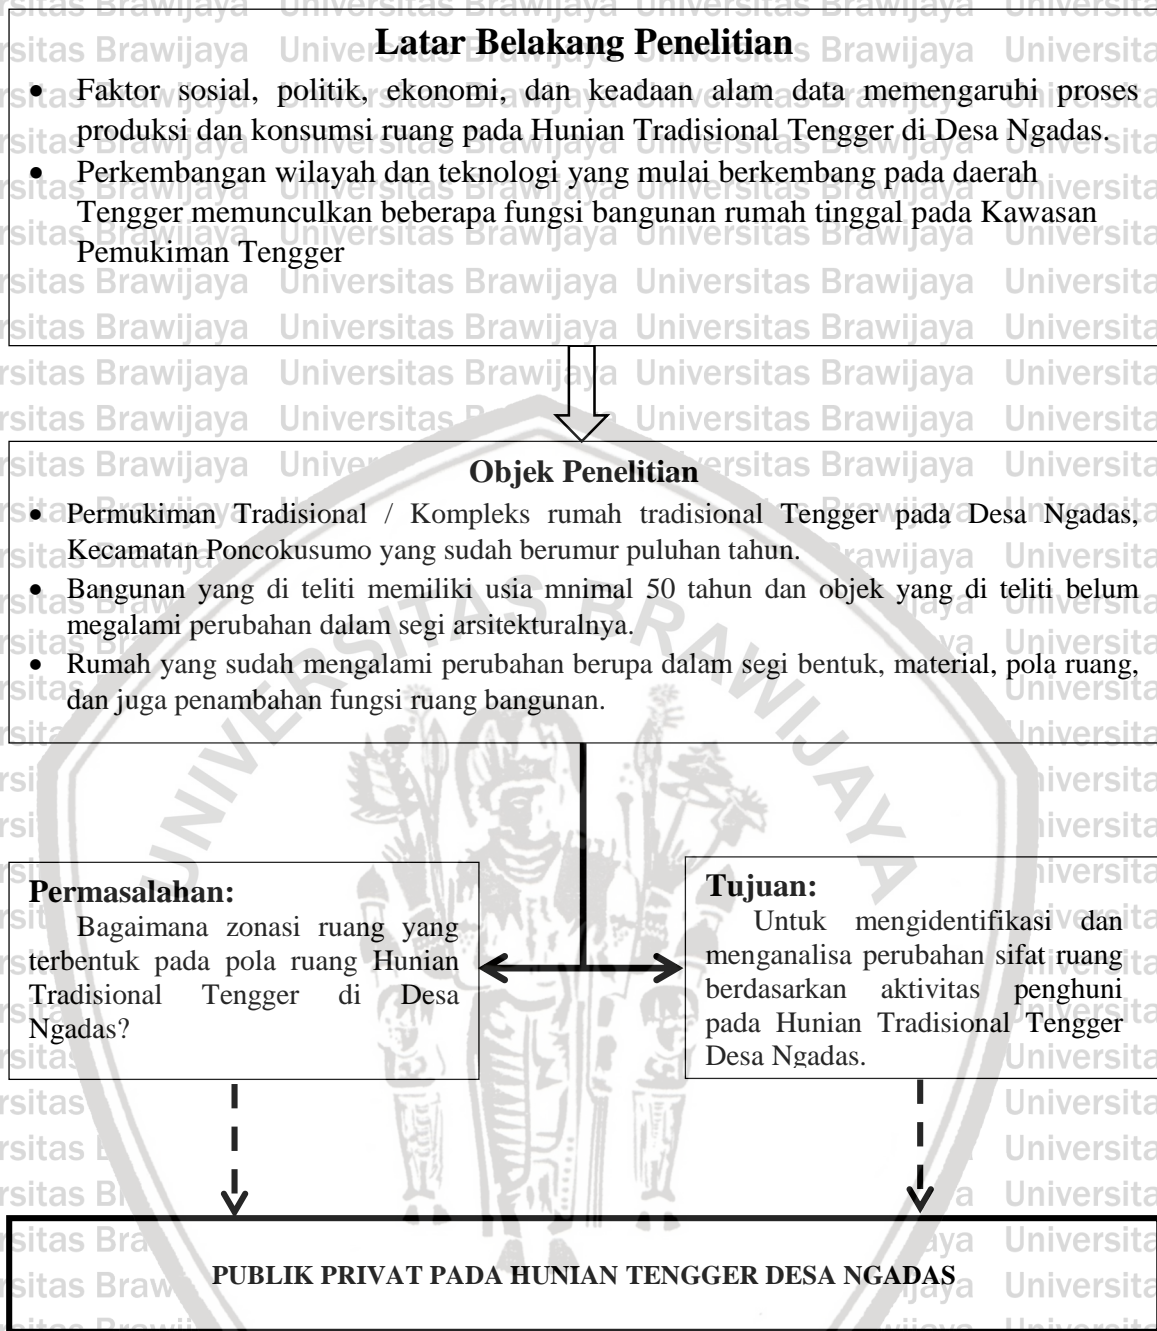 Latar Belakang Penelitian
• Faktor sosial, politik, ekonomi, dan keadaan alam data memengaruhi proses
produksi dan konsumsi ruang pada Hunian Tradisional Tengger di Desa Ngadas.
• Perkembangan wilayah dan teknologi yang mulai berkembang pada daerah
Tengger memunculkan beberapa fungsi bangunan rumah tinggal pada Kawasan
Pemukiman Tengger
Objek Penelitian
• Permukiman Tradisional / Kompleks rumah tradisional Tengger pada Desa Ngadas,
Kecamatan Poncokusumo yang sudah berumur puluhan tahun.
• Bangunan yang di teliti memiliki usia mnimal 50 tahun dan objek yang di teliti belum
megalami perubahan dalam segi arsitekturalnya.
• Rumah yang sudah mengalami perubahan berupa dalam segi bentuk, material, pola ruang,
dan juga penambahan fungsi ruang bangunan.
UNIVERSITAS BRAWIJAYA
Permasalahan:
Bagaimana zonasi ruang yang
terbentuk pada pola ruang Hunian
Tradisional Tengger di Desa
Ngadas?
Tujuan:
Untuk mengidentifikasi dan
menganalisa perubahan sifat ruang
berdasarkan aktivitas penghuni
pada Hunian Tradisional Tengger
Desa Ngadas.
PUBLIK PRIVAT PADA HUNIAN TENGGER DESA NGADAS